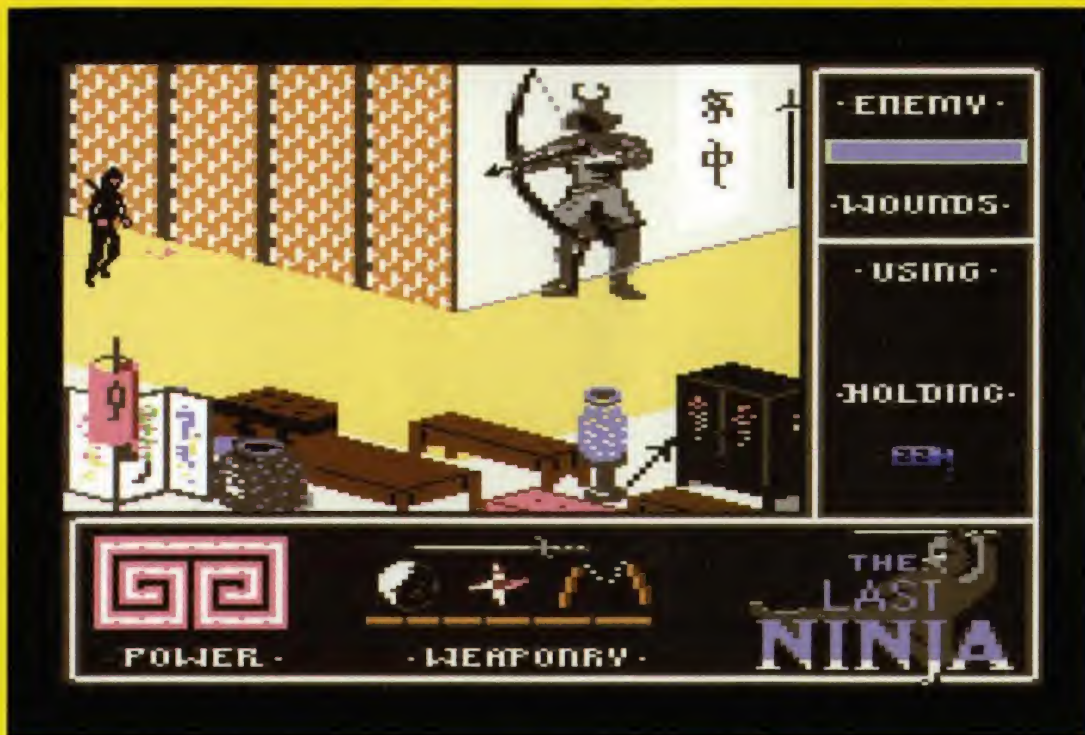 · ENEMY ·
· WOUNDS ·
· USING ·
· HOLDING ·
· POWER ·
· WEAPONRY ·
THE
LAST
NINJA